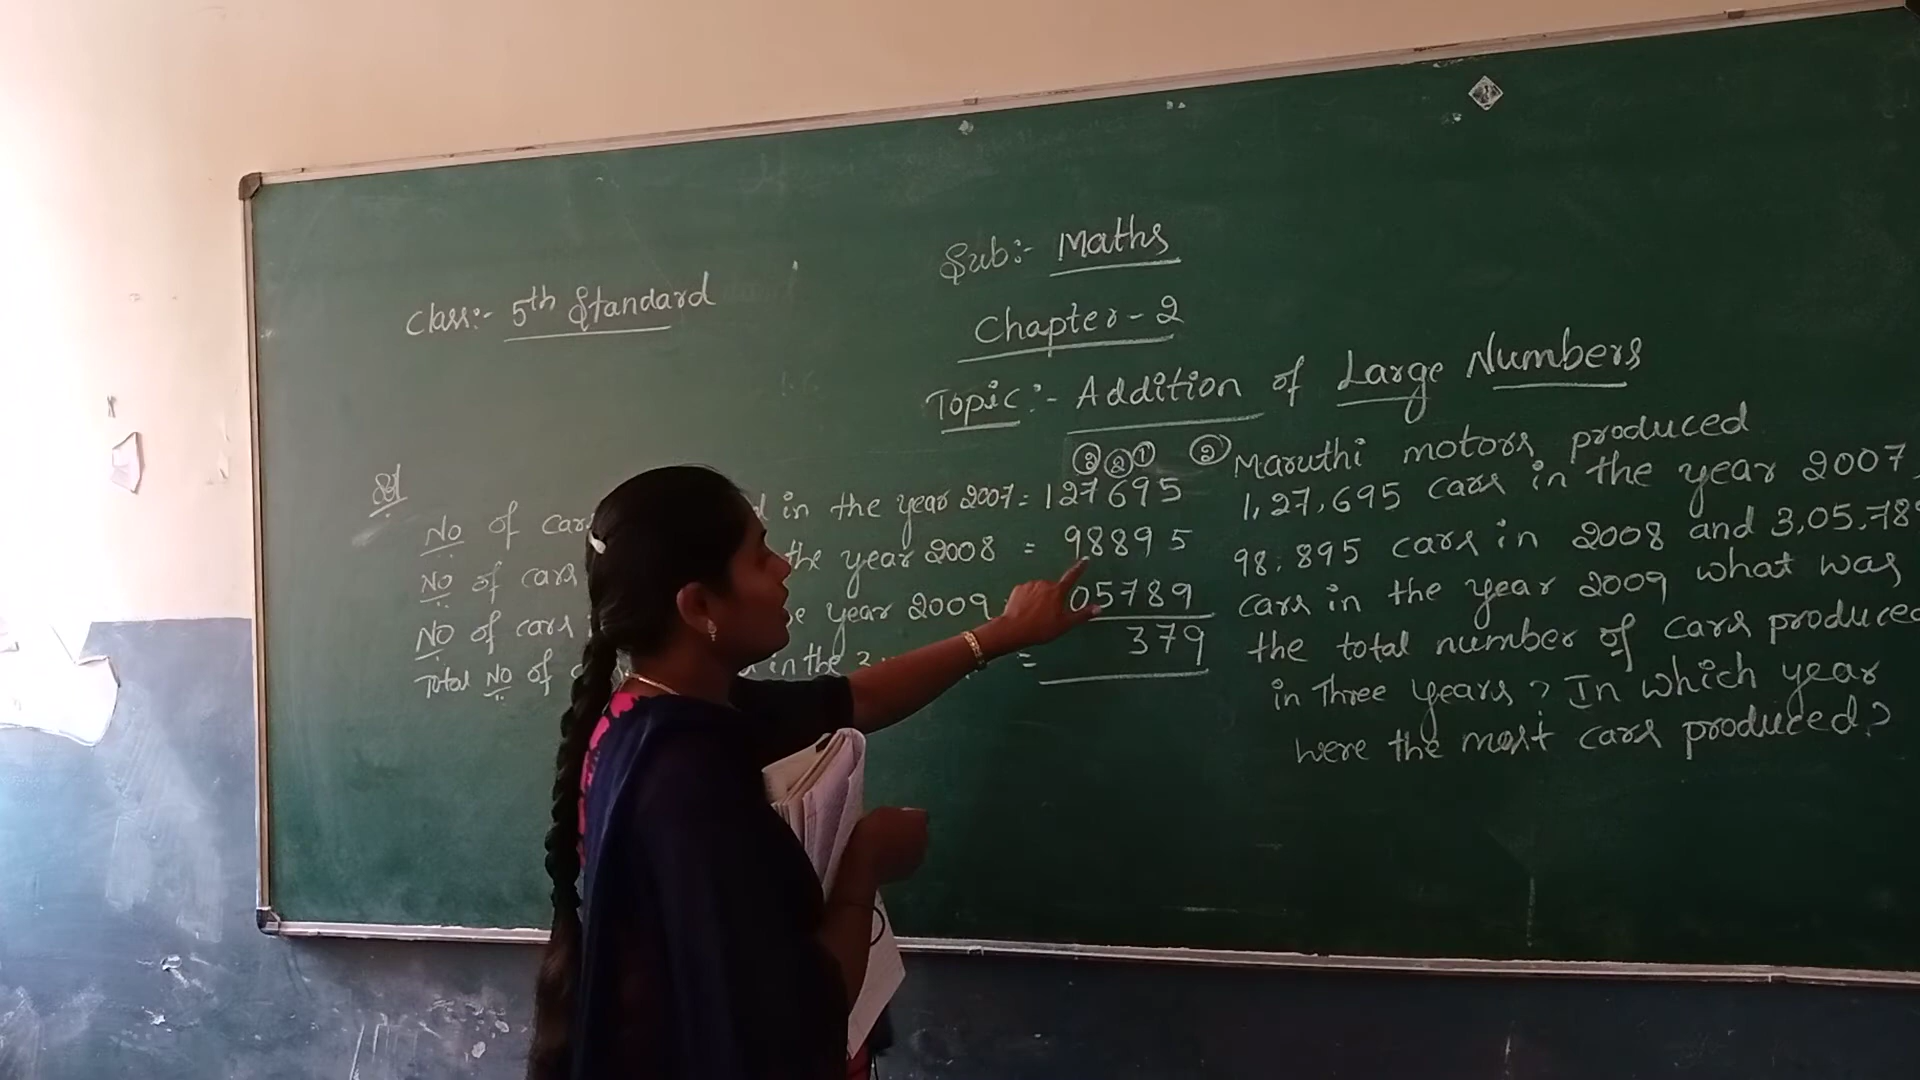 Sub:- Maths
Class:- 5th Standard
Chapter-2
Topic:- Addition of Large Numbers
③②①
No of cars in the year 2007 = 127695
No of cars the year 2008 = 98895
No of cars year 2009 05789
Total No of in the = 379
② Maruthi motors produced
1,27,695 cars in the year 2007,
98,895 cars in 2008 and 3,05,789
cars in the year 2009 what was
the total number of cars produced
in Three years? In which year
were the most cars produced?